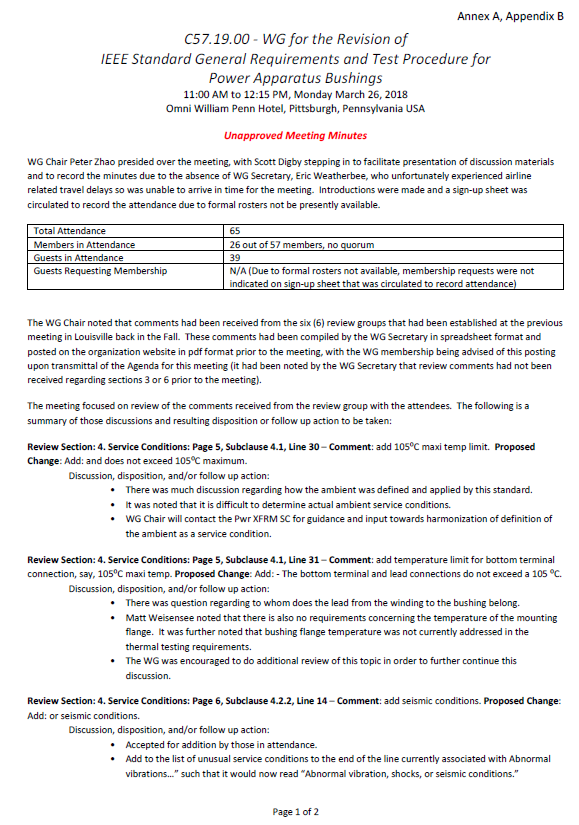 Annex A, Appendix B
C57.19.00 - WG for the Revision of
IEEE Standard General Requirements and Test Procedure for
Power Apparatus Bushings
11:00 AM to 12:15 PM, Monday March 26, 2018
Omni William Penn Hotel, Pittsburgh, Pennsylvania USA
Unapproved Meeting Minutes
WG Chair Peter Zhao presided over the meeting, with Scott Digby stepping in to facilitate presentation of discussion materials
and to record the minutes due to the absence of WG Secretary, Eric Weatherbee, who unfortunately experienced airline
related travel delays so was unable to arrive in time for the meeting.  Introductions were made and a sign-up sheet was
circulated to record the attendance due to formal rosters not be presently available.
Total Attendance 65
Members in Attendance 26 out of 57 members, no quorum
Guests in Attendance 39
Guests Requesting Membership N/A (Due to formal rosters not available, membership requests were not
indicated on sign-up sheet that was circulated to record attendance)
The WG Chair noted that comments had been received from the six (6) review groups that had been established at the previous
meeting in Louisville back in the Fall.  These comments had been compiled by the WG Secretary in spreadsheet format and
posted on the organization website in pdf format prior to the meeting, with the WG membership being advised of this posting
upon transmittal of the Agenda for this meeting (it had been noted by the WG Secretary that review comments had not been
received regarding sections 3 or 6 prior to the meeting).
The meeting focused on review of the comments received from the review group with the attendees.  The following is a
summary of those discussions and resulting disposition or follow up action to be taken:
Review Section: 4. Service Conditions: Page 5, Subclause 4.1, Line 30 – Comment: add 105⁰C maxi temp limit.  Proposed
Change: Add: and does not exceed 105⁰C maximum.
Discussion, disposition, and/or follow up action:
• There was much discussion regarding how the ambient was defined and applied by this standard.
• It was noted that it is difficult to determine actual ambient service conditions.
• WG Chair will contact the Pwr XFRM SC for guidance and input towards harmonization of definition of
the ambient as a service condition.
Review Section: 4. Service Conditions: Page 5, Subclause 4.1, Line 31 – Comment: add temperature limit for bottom terminal
connection, say, 105⁰C maxi temp. Proposed Change: Add: - The bottom terminal and lead connections do not exceed a 105 ⁰C.
Discussion, disposition, and/or follow up action:
• There was question regarding to whom does the lead from the winding to the bushing belong.
• Matt Weisensee noted that there is also no requirements concerning the temperature of the mounting
flange.  It was further noted that bushing flange temperature was not currently addressed in the
thermal testing requirements.
• The WG was encouraged to do additional review of this topic in order to further continue this
discussion.
Review Section: 4. Service Conditions: Page 6, Subclause 4.2.2, Line 14 – Comment: add seismic conditions. Proposed Change:
Add: or seismic conditions.
Discussion, disposition, and/or follow up action:
• Accepted for addition by those in attendance.
• Add to the list of unusual service conditions to the end of the line currently associated with Abnormal
vibrations…” such that it would now read “Abnormal vibration, shocks, or seismic conditions.”
Page 1 of 2